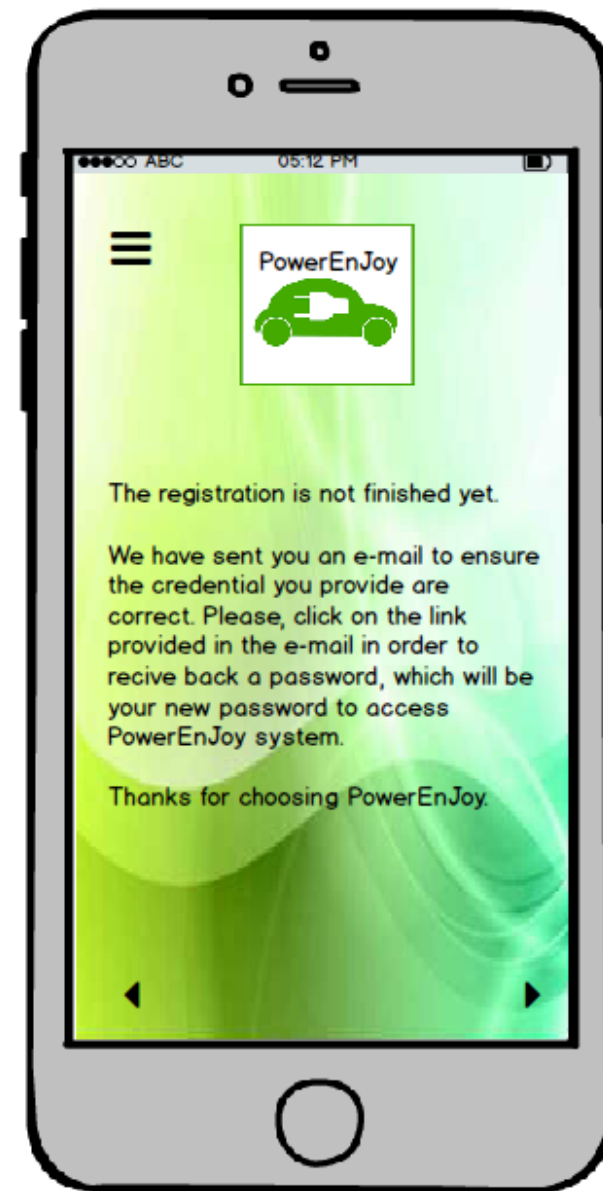 ABC 05:12 PM
PowerEnJoy
The registration is not finished yet.
We have sent you an e-mail to ensure
the credential you provide are
correct. Please, click on the link
provided in the e-mail in order to
recive back a password, which will be
your new password to access
PowerEnJoy system.
Thanks for choosing PowerEnJoy.